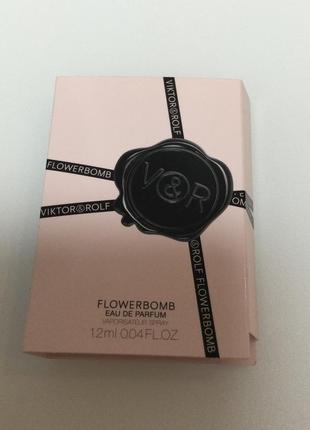 VIKTOR&ROLF
FLOWERBOMB
VIKTOR&ROLF
V&R
&ROLF FLOWERBOMB
FLOWERBOMB
EAU DE PARFUM
VAPORISATEUR SPRAY
1.2ml 0.04FL.OZ.